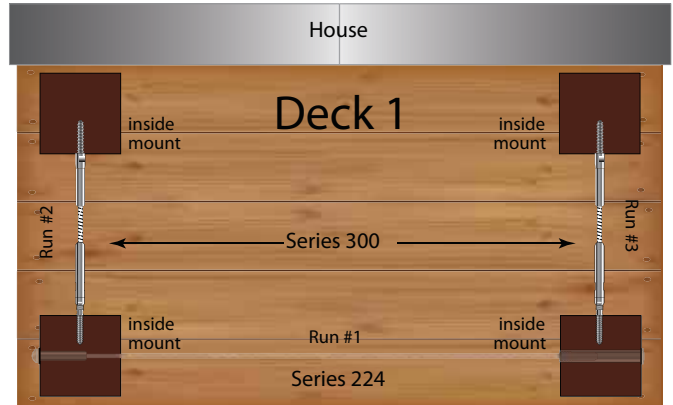 House
Deck 1
inside
mount
inside
mount
Run #2
Series 300
Run #3
inside
mount
Run #1
inside
mount
Series 224